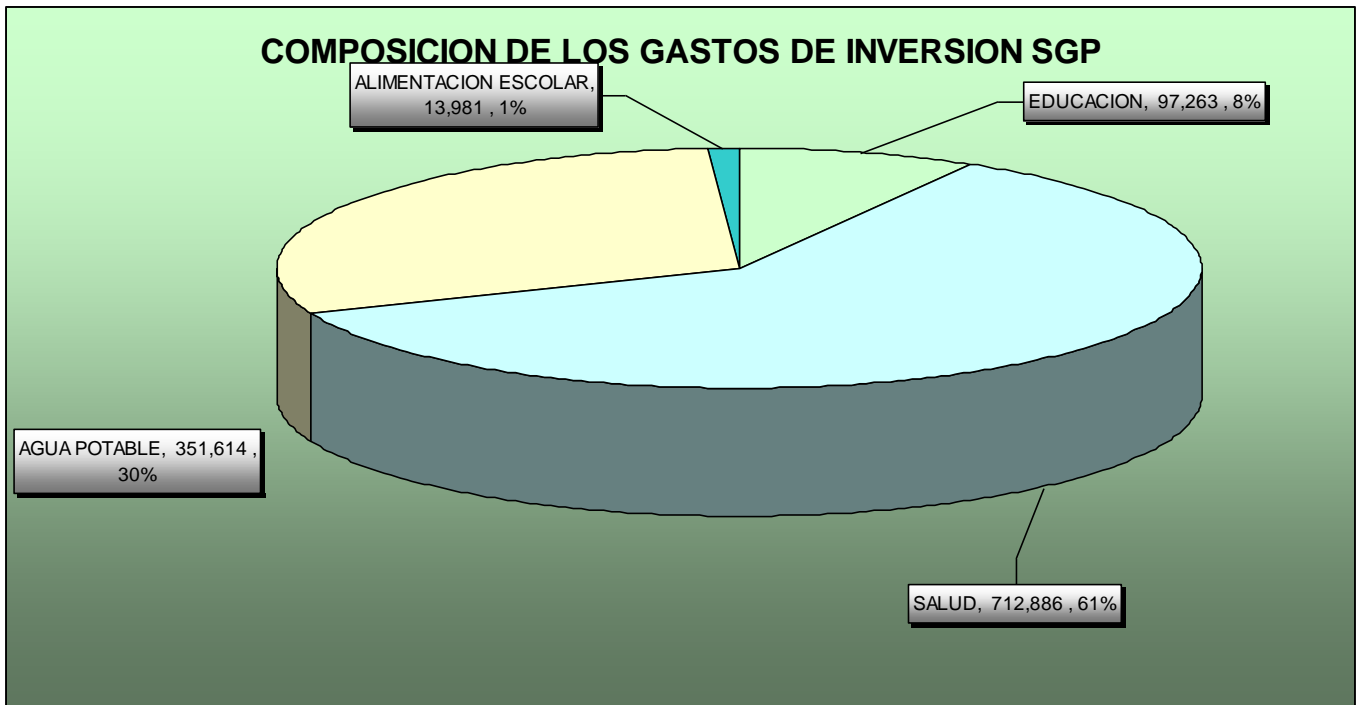 COMPOSICION DE LOS GASTOS DE INVERSION SGP
ALIMENTACION ESCOLAR,
13,981 , 1%
EDUCACION, 97,263 , 8%
AGUA POTABLE, 351,614 ,
30%
SALUD, 712,886 , 61%